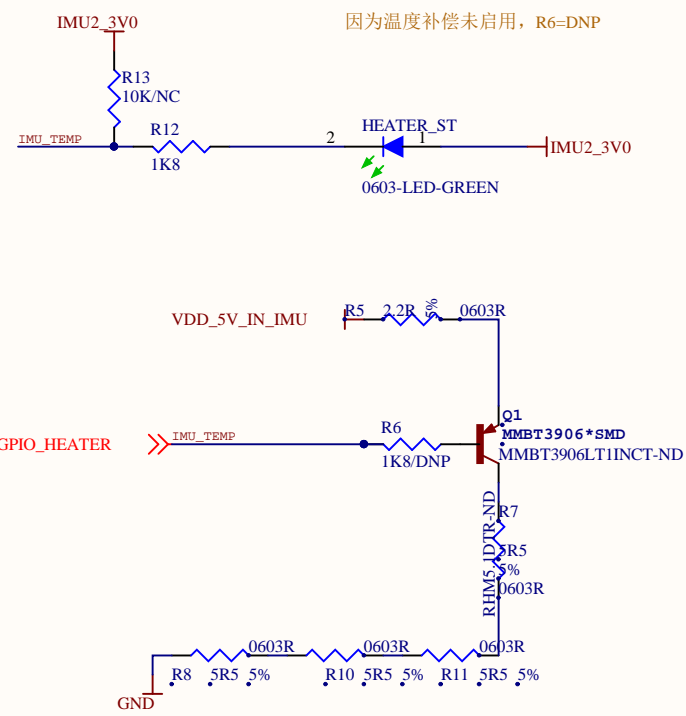 IMU2_3V0
因为温度补偿未启用，R6=DNP
R13
10K/NC
IMU_TEMP
R12
1K8
2
HEATER_ST
1
IMU2_3V0
0603-LED-GREEN
VDD_5V_IN_IMU
R5
2.2R
5%
0603R
Q1
MMBT3906*SMD
MMBT3906LT1INCT-ND
GPIO_HEATER
IMU_TEMP
R6
1K8/DNP
RHM5.1DTR-ND
R7
5R5
5%
0603R
0603R
0603R
0603R
R8
5R5
5%
R10
5R5
5%
R11
5R5
5%
GND